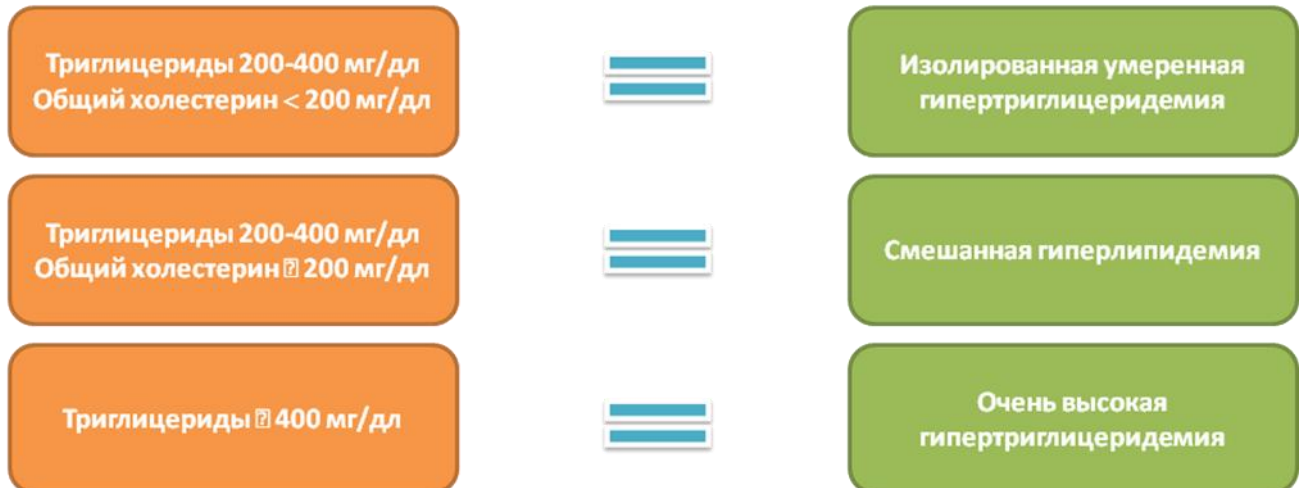 Триглицериды 200-400 мг/дл
Общий холестерин < 200 мг/дл
Изолированная умеренная
гипертриглицеридемия
Триглицериды 200-400 мг/дл
Общий холестерин ⍰ 200 мг/дл
Смешанная гиперлипидемия
Триглицериды ⍰ 400 мг/дл
Очень высокая
гипертриглицеридемия